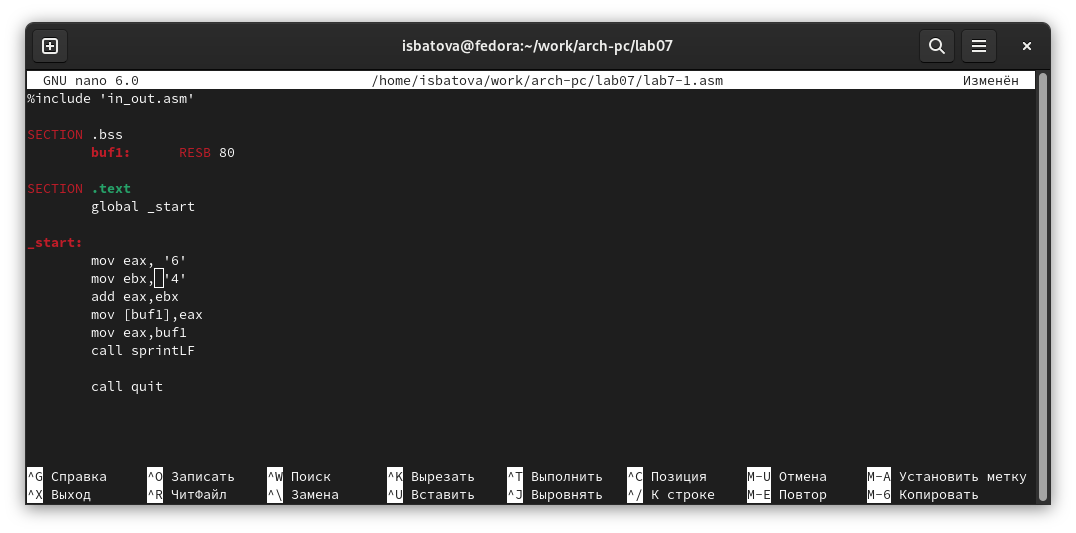 isbatova@fedora:~/work/arch-pc/lab07
GNU nano 6.0 /home/isbatova/work/arch-pc/lab07/lab7-1.asm Изменён
%include 'in_out.asm'
SECTION .bss
buf1: RESB 80
SECTION .text
global _start
_start:
mov eax, '6'
mov ebx, '4'
add eax,ebx
mov [buf1],eax
mov eax,buf1
call sprintLF
call quit
^G Справка ^O Записать ^W Поиск ^K Вырезать ^T Выполнить ^C Позиция M-U Отмена M-A Установить метку
^X Выход ^R ЧитФайл ^\ Замена ^U Вставить ^J Выровнять ^/ К строке M-E Повтор M-6 Копировать